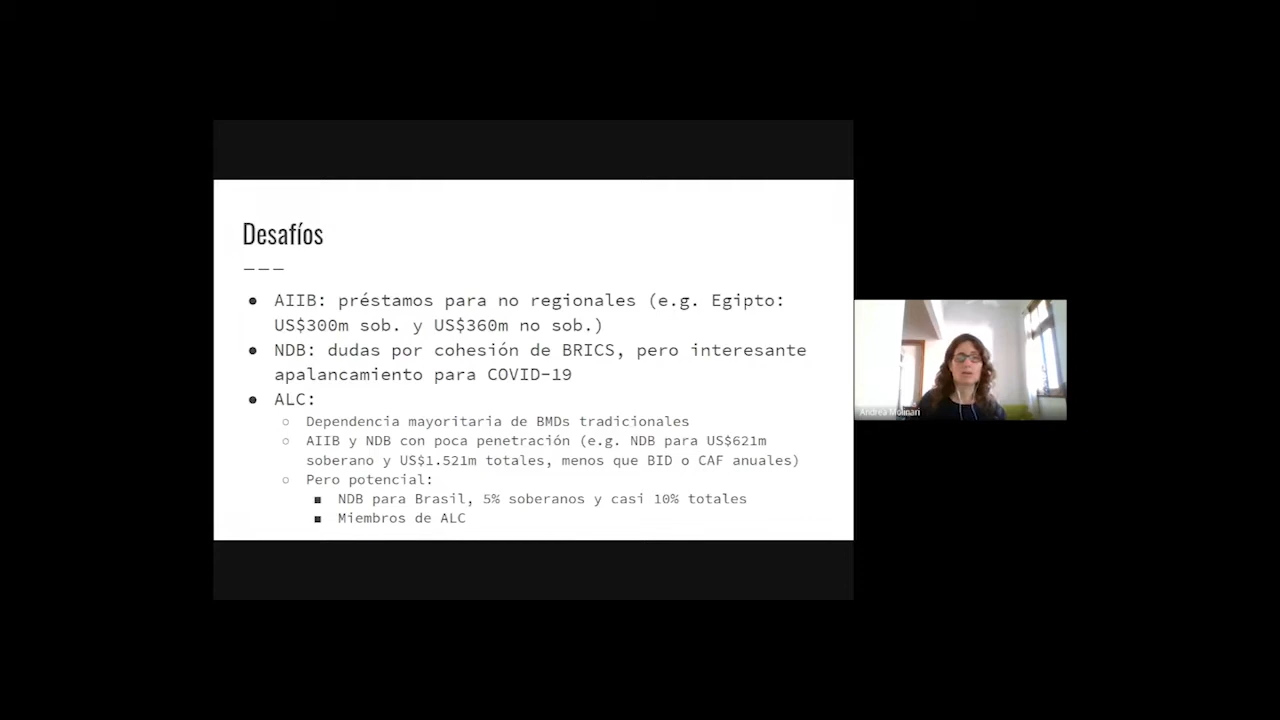 Desafíos
———
● AIIB: préstamos para no regionales (e.g. Egipto:
US$300m sob. y US$360m no sob.)
● NDB: dudas por cohesión de BRICS, pero interesante
apalancamiento para COVID-19
● ALC:
○ Dependencia mayoritaria de BMDs tradicionales
○ AIIB y NDB con poca penetración (e.g. NDB para US$621m
soberano y US$1.521m totales, menos que BID o CAF anuales)
○ Pero potencial:
■ NDB para Brasil, 5% soberanos y casi 10% totales
■ Miembros de ALC
Andrea Molinari